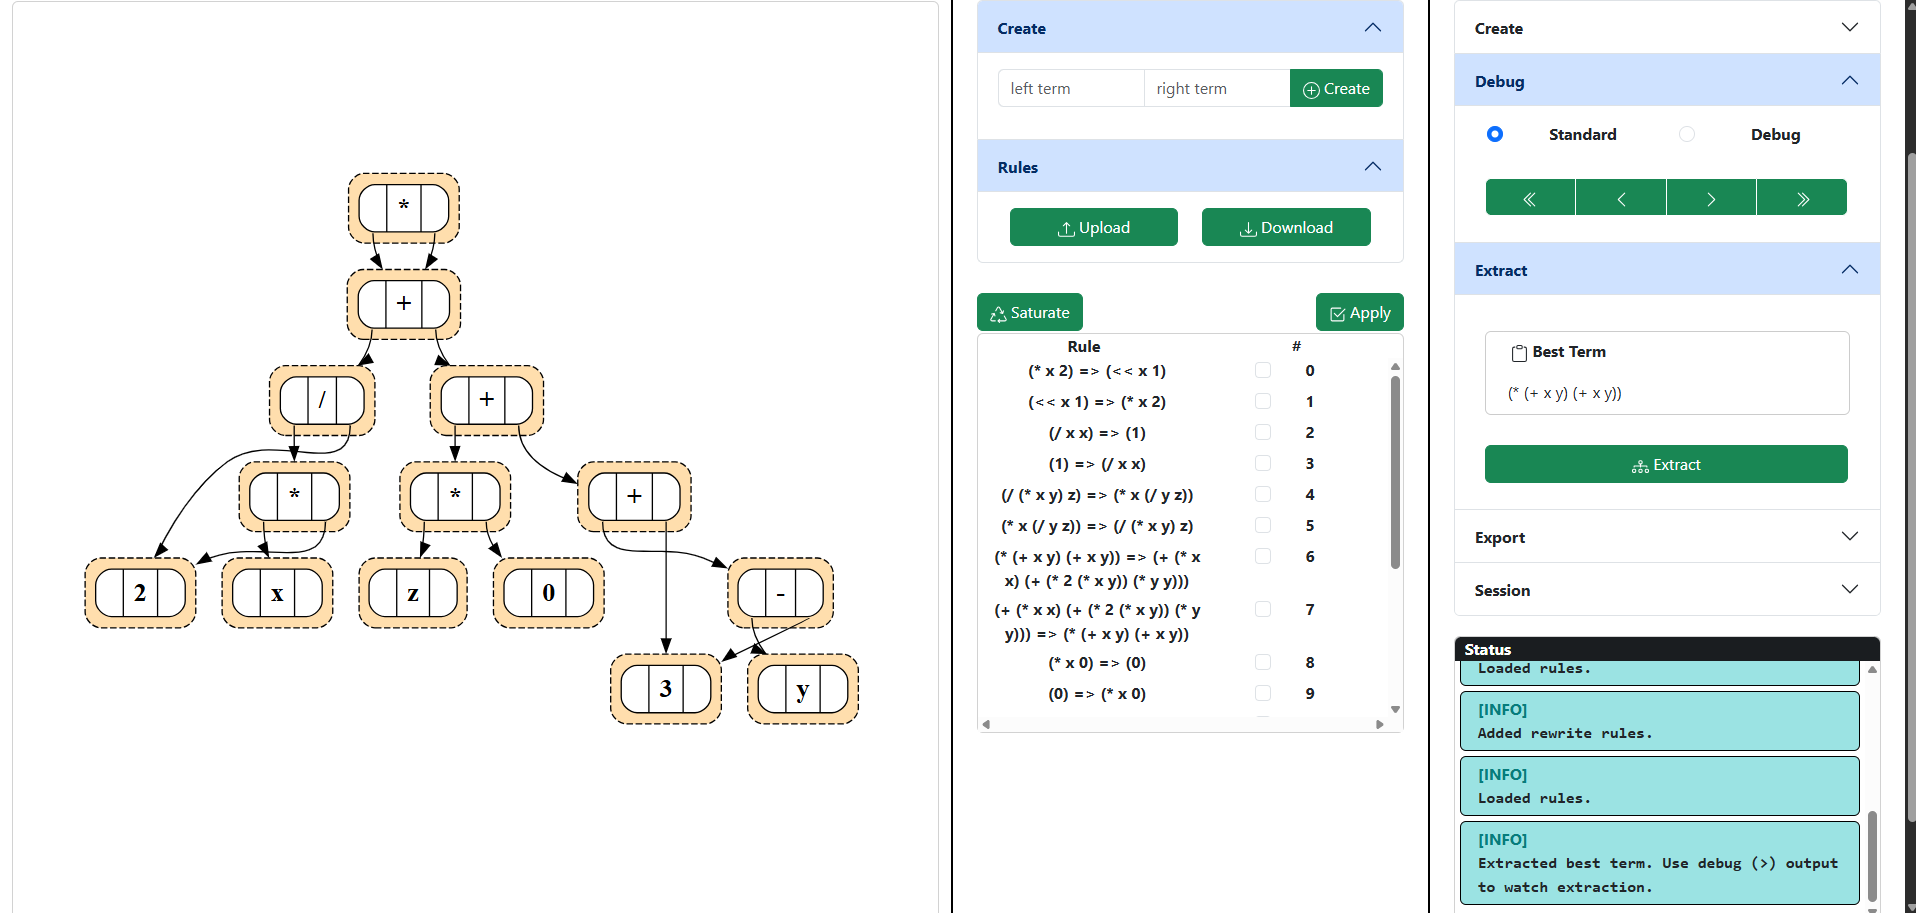 *
+
/
+
*
*
+
2
x
z
0
-
3
y
Create
left term
right term
Create
Rules
Upload
Download
Saturate
Apply
Rule #
(* x 2) => (<< x 1) 0
(<< x 1) => (* x 2) 1
(/ x x) => (1) 2
(1) => (/ x x) 3
(/ (* x y) z) => (* x (/ y z)) 4
(* x (/ y z)) => (/ (* x y) z) 5
(* (+ x y) (+ x y)) => (+ (* x 6
x) (+ (* 2 (* x y)) (* y y)))
(+ (* x x) (+ (* 2 (* x y)) (* y 7
y))) => (* (+ x y) (+ x y))
(* x 0) => (0) 8
(0) => (* x 0) 9
Create
Debug
Standard
Debug
Extract
Best Term
(* (+ x y) (+ x y))
Extract
Export
Session
Status
Loaded rules.
[INFO]
Added rewrite rules.
[INFO]
Loaded rules.
[INFO]
Extracted best term. Use debug (>) output
to watch extraction.